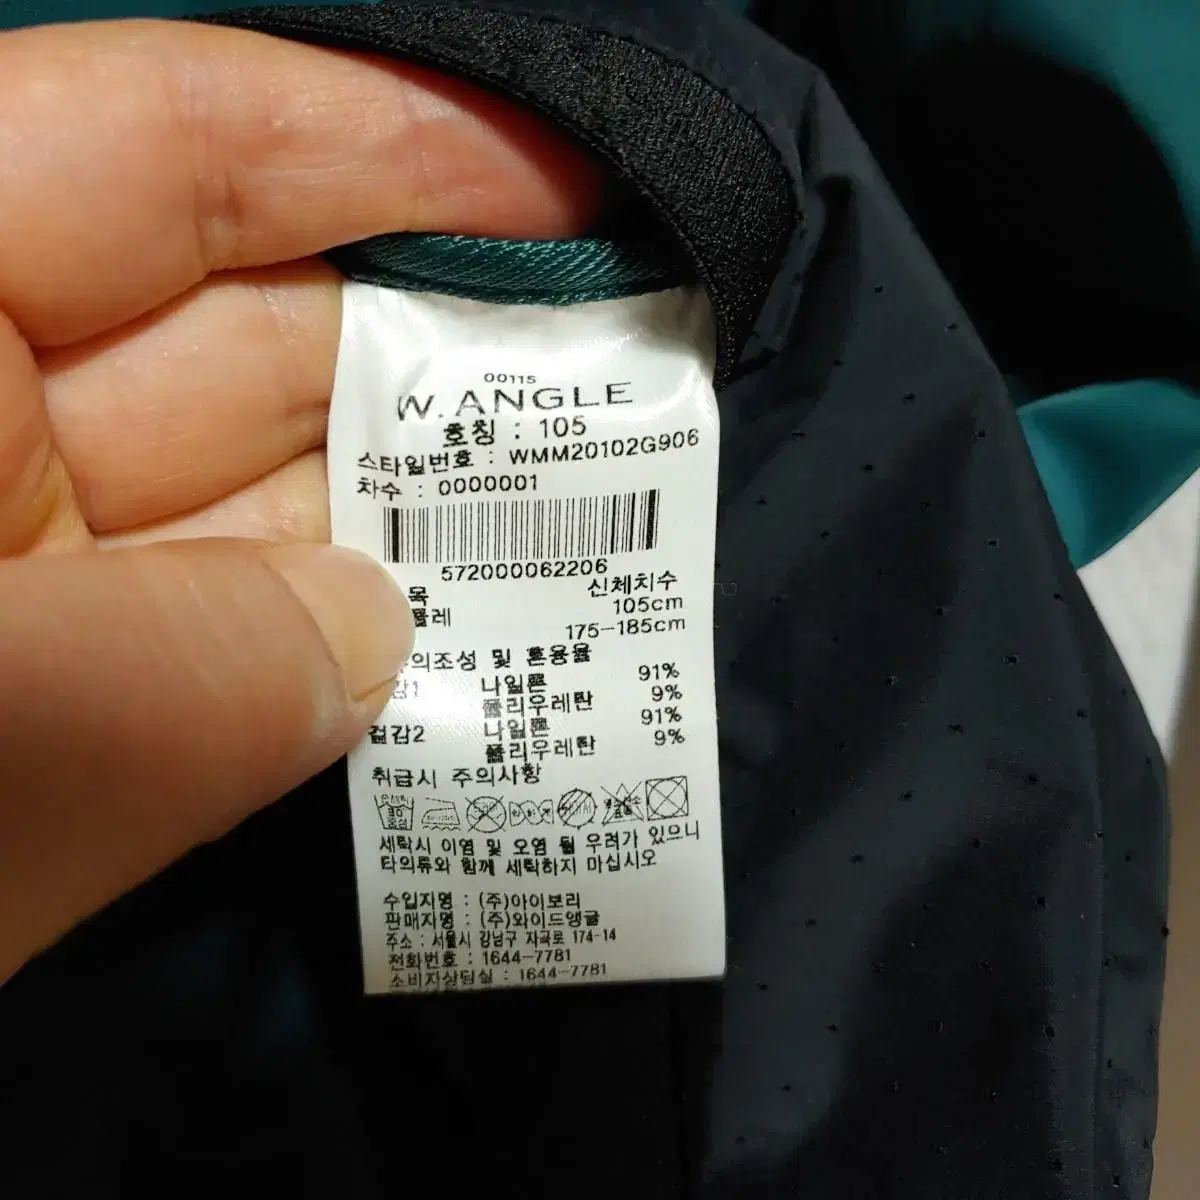 00115
W.ANGLE
호칭 : 105
스타일번호 : WMM20102G906
차수 : 0000001
572000062206
목 신체치수
플레 105cm
175-185cm
의조성 및 혼용율
감1 나일론 91%
폴리우레탄 9%
겉감2 나일론 91%
폴리우레탄 9%
취급시 주의사항
세탁시 이염 및 오염 될 우려가 있으니
타의류와 함께 세탁하지 마십시오
수입자명 : (주)아이보리
판매자명 : (주)와이드앵글
주소 : 서울시 강남구 자곡로 174-14
전화번호 : 1644-7781
소비자상담실 : 1644-7781